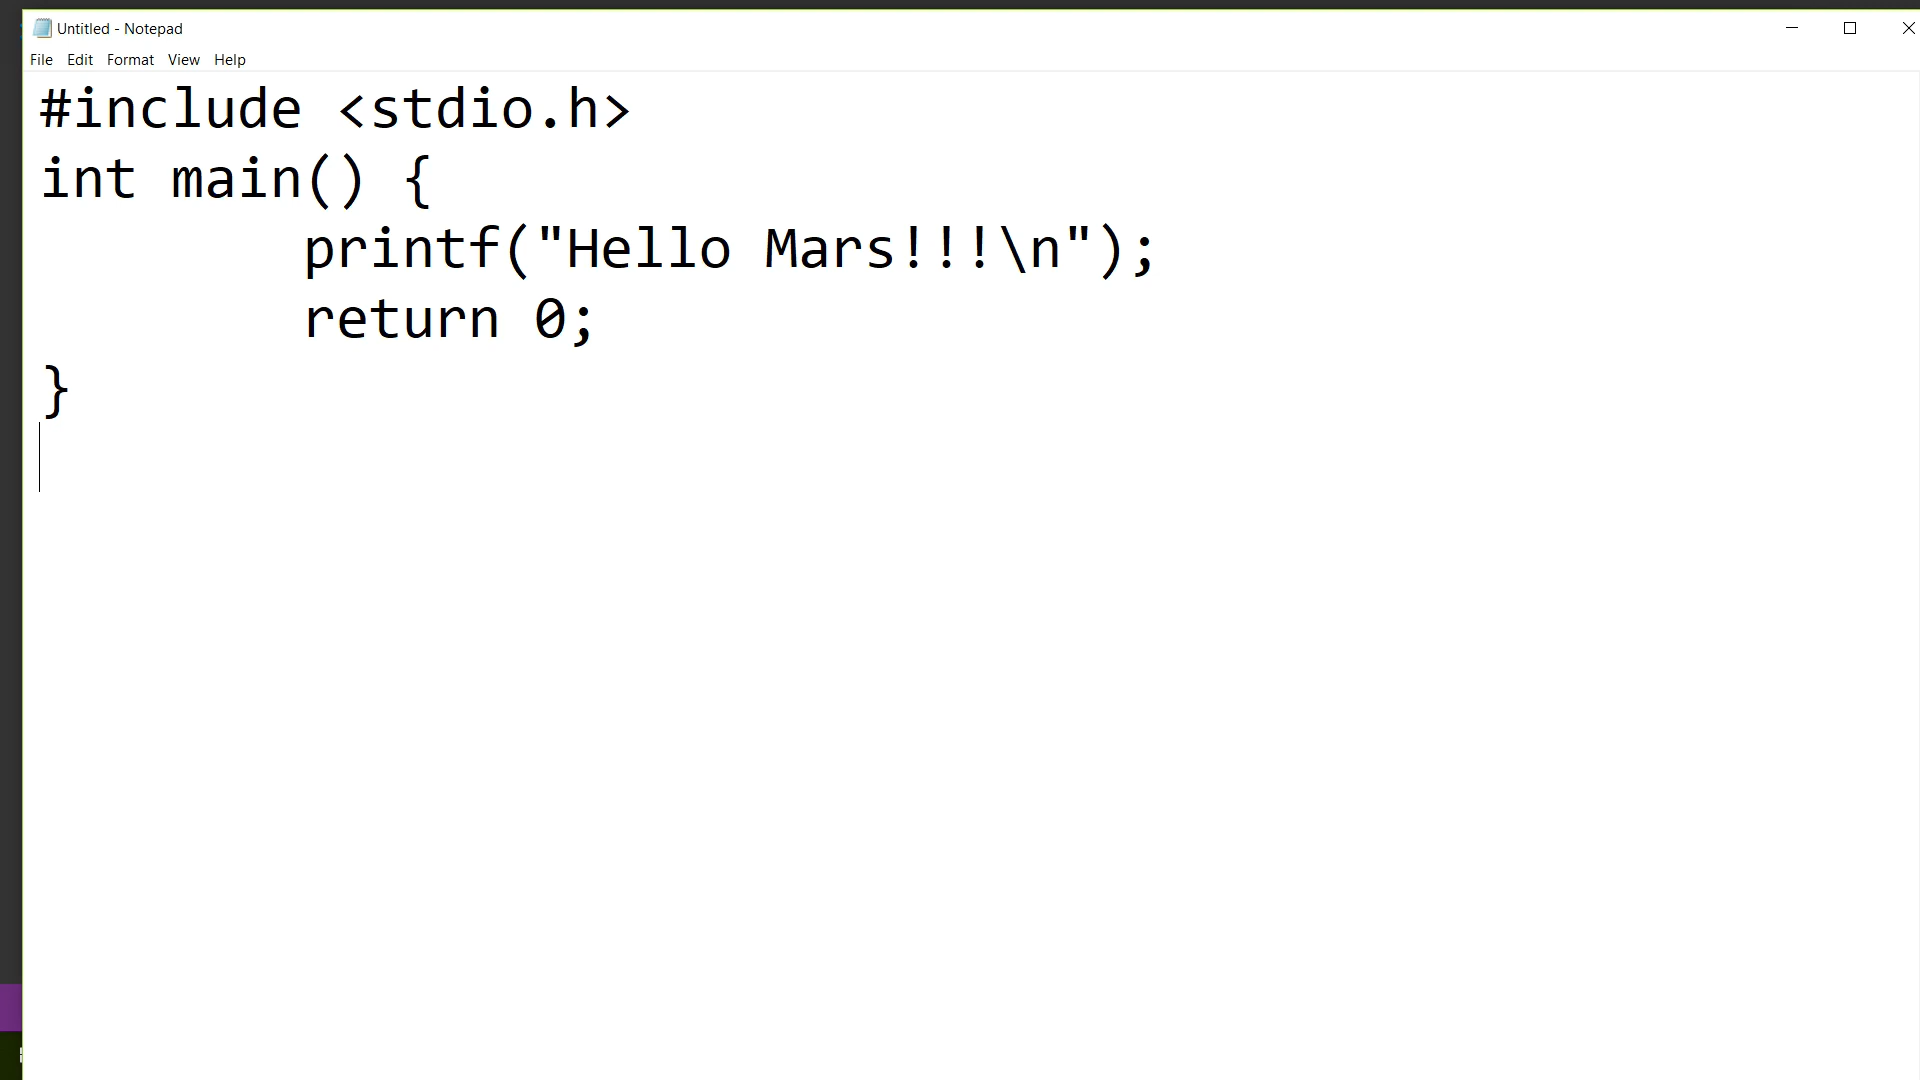 Untitled - Notepad
File Edit Format View Help
#include <stdio.h>
int main() {
        printf("Hello Mars!!!\n");
        return 0;
}